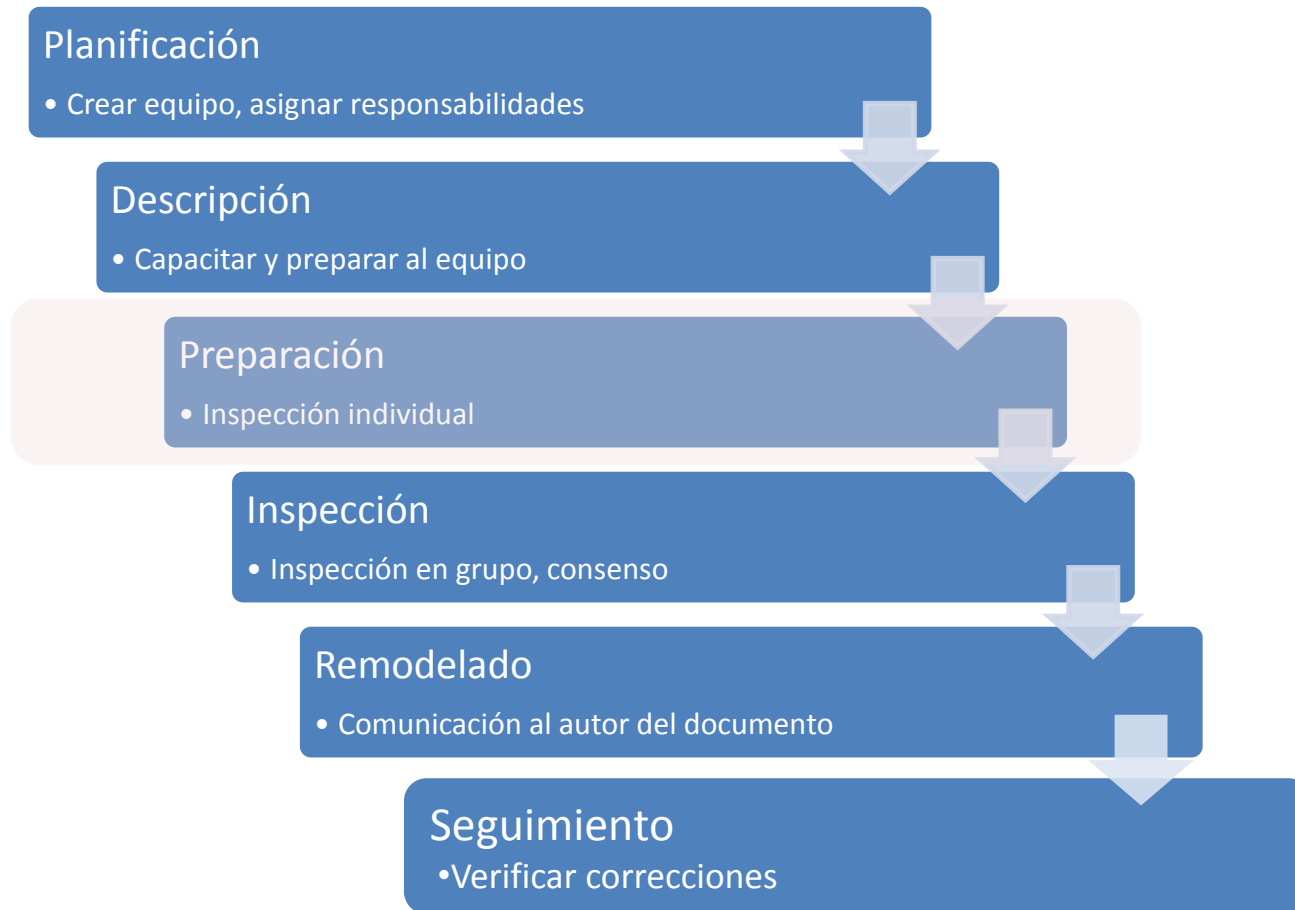 Planificación
• Crear equipo, asignar responsabilidades
Descripción
• Capacitar y preparar al equipo
Preparación
• Inspección individual
Inspección
• Inspección en grupo, consenso
Remodelado
• Comunicación al autor del documento
Seguimiento
•Verificar correcciones